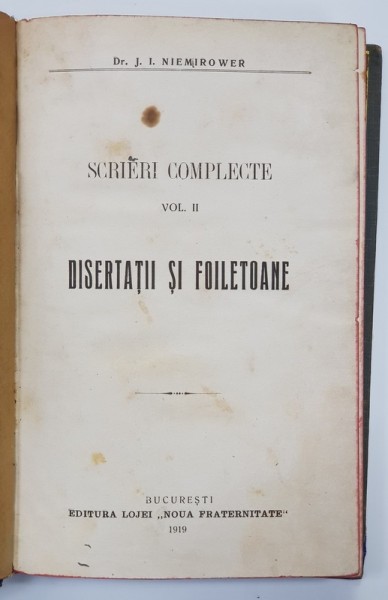 Dr. J. I. NIEMIROWER
SCRIERI COMPLECTE
VOL. II
DISERTAȚII ȘI FOILETOANE
BUCUREȘTI
EDITURA LOJEI „NOUA FRATERNITATE"
1919